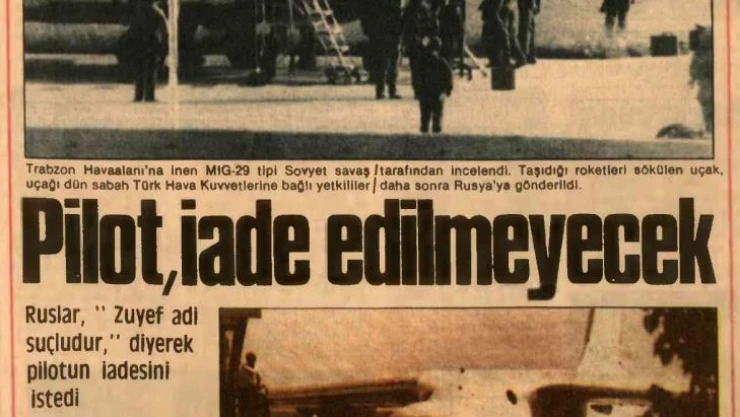 Trabzon Havaalanı'na inen MIG-29 tipi Sovyet savaş / tarafından incelendi. Taşıdığı roketleri sökülen uçak,
uçağı dün sabah Türk Hava Kuvvetlerine bağlı yetkililer / daha sonra Rusya'ya gönderildi.
Pilot, iade edilmeyecek
Ruslar, " Zuyef adi
suçludur," diyerek
pilotun iadesini
istedi